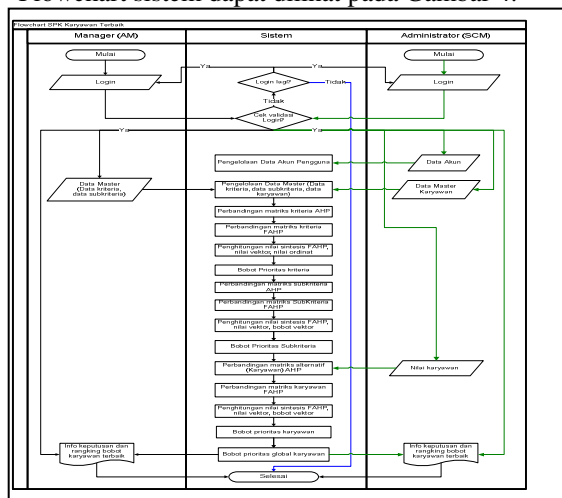 Flowchart sistem dapat dilihat pada Gambar 4.
Flowchart SPK Karyawan Terbaik
Manager (AM)
Sistem
Administrator (SCM)
Mulai
Mulai
Ya
Ya
Login
Login lagi?
Tidak
Login
Tidak
Cek validasi
Login?
Ya
Ya
Pengelolaan Data Akun Pengguna
Data Akun
Data Master
(Data kriteria,
data subkriteria)
Pengelolaan Data Master (Data
kriteria, data subkriteria, data
karyawan)
Data Master
Karyawan
Perbandingan matriks kriteria AHP
Perbandingan matriks kriteria
FAHP
Penghitungan nilai sintesis FAHP,
nilai vektor, nilai ordinat
Bobot Prioritas kriteria
Perbandingan matriks subkriteria
AHP
Perbandingan matriks SubKriteria
FAHP
Penghitungan nilai sintesis FAHP,
nilai vektor, bobot vektor
Bobot Prioritas Subkriteria
Perbandingan matriks alternatif
(Karyawan) AHP
Nilai karyawan
Perbandingan matriks karyawan
FAHP
Penghitungan nilai sintesis FAHP,
nilai vektor, bobot vektor
Bobot prioritas karyawan
Info keputusan dan
rangking bobot
karyawan terbaik
Bobot prioritas global karyawan
Info keputusan dan
rangking bobot
karyawan terbaik
Selesai